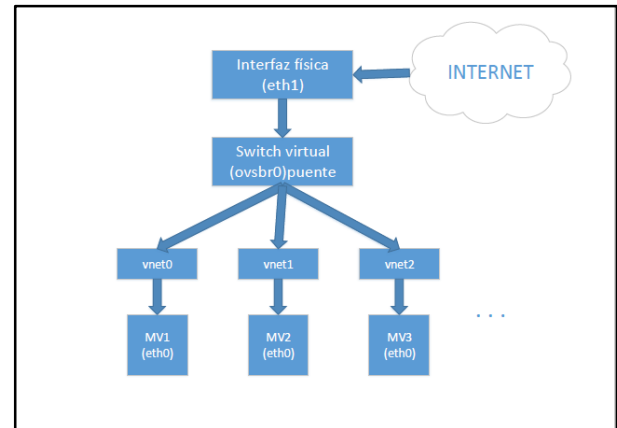 Interfaz física
(eth1)
INTERNET
Switch virtual
(ovsbr0)puente
vnet0
vnet1
vnet2
MV1
(eth0)
MV2
(eth0)
MV3
(eth0)
. . .